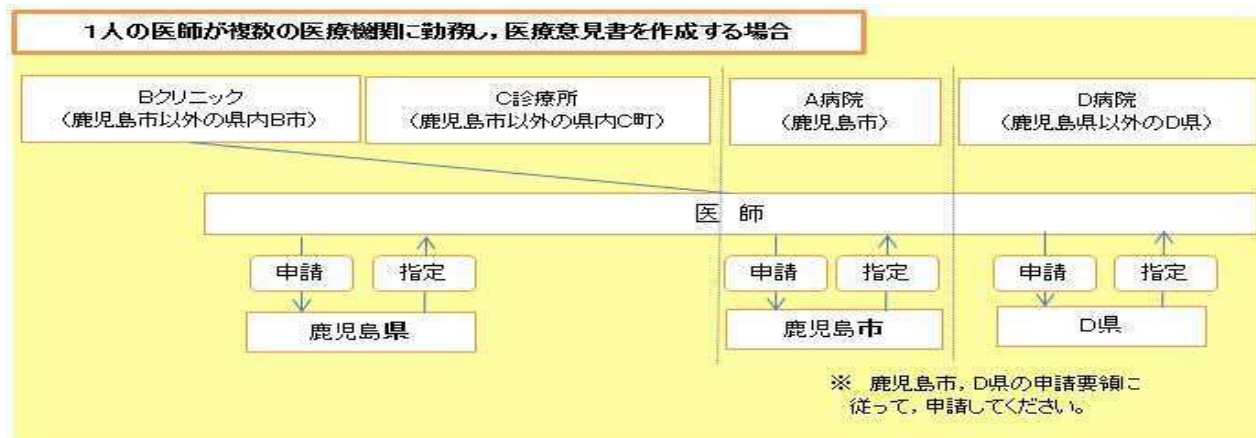 1人の医師が複数の医療機関に勤務し，医療意見書を作成する場合
Bクリニック
（鹿児島市以外の県内B市）
C診療所
（鹿児島市以外の県内C町）
A病院
（鹿児島市）
D病院
（鹿児島県以外のD県）
医　師
申請
指定
申請
指定
申請
指定
鹿児島県
鹿児島市
D県
※　鹿児島市，D県の申請要領に
従って，申請してください。